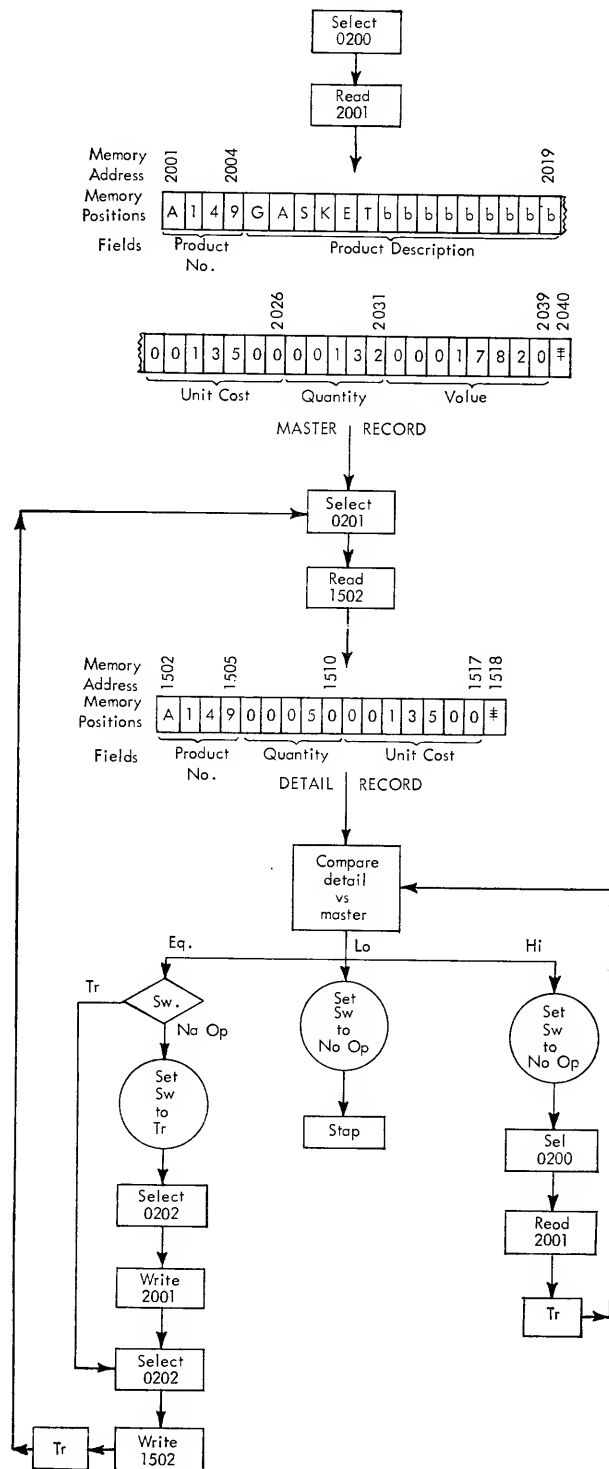 Select
0200
Read
2001
Memory
Address
2001
2004
2019
Memory
Positions
A 1 4 9 G A S K E T b b b b b b b b b
Fields
Product
No.
Product Description
2026
2031
2039
2040
0 0 1 3 5 0 0 0 0 1 3 2 0 0 0 1 7 8 2 0 ⧧
Unit Cost
Quantity
Value
MASTER RECORD
Select
0201
Read
1502
Memory
Address
1502
1505
1510
1517
1518
Memory
Positions
A 1 4 9 0 0 0 5 0 0 0 1 3 5 0 0 ⧧
Fields
Product
No.
Quantity
Unit Cost
DETAIL RECORD
Compare
detail
vs
master
Eq.
Lo
Hi
Tr
Sw.
Na Op
Set
Sw
to
Tr
Set
Sw
to
No Op
Set
Sw
to
No Op
Stap
Sel
0200
Reod
2001
Tr
Select
0202
Write
2001
Select
0202
Tr
Write
1502